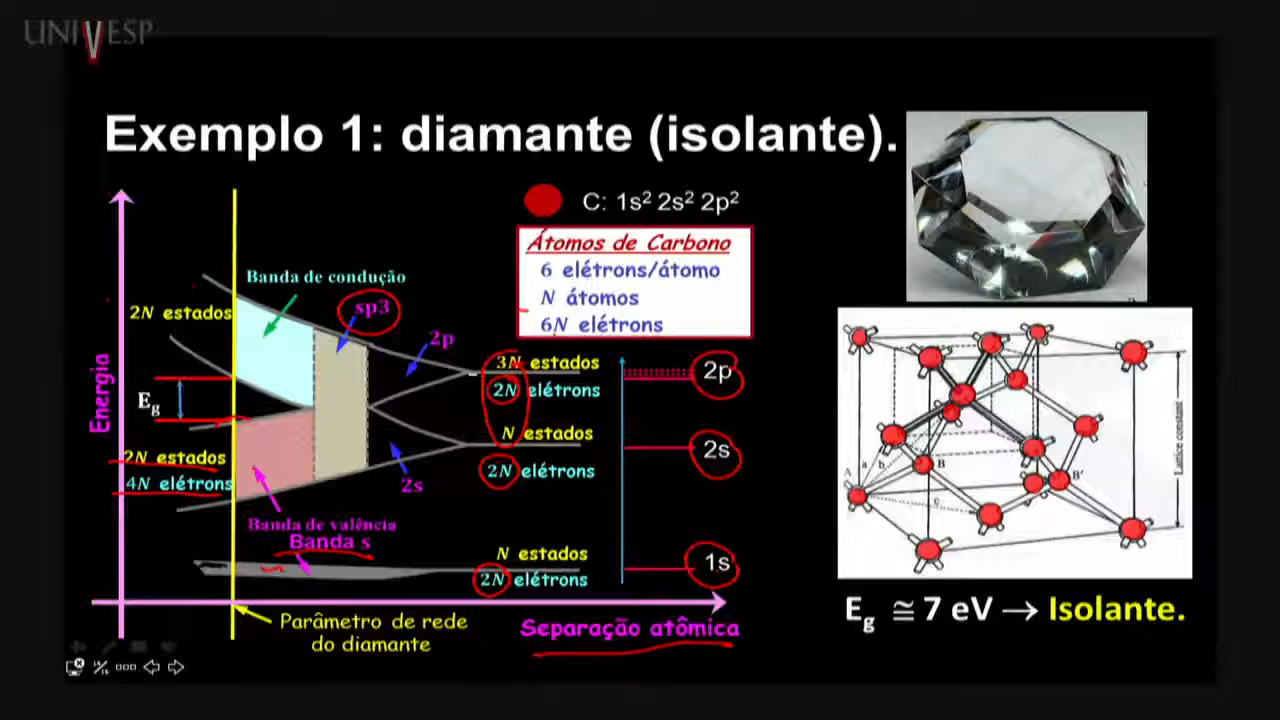 UNIVESP
Exemplo 1: diamante (isolante).
C: 1s² 2s² 2p²
Átomos de Carbono
6 elétrons/átomo
N átomos
6N elétrons
Energia
Banda de condução
2N estados
sp3
2p
3N estados
2N elétrons
2p
Eg
N estados
2N elétrons
2s
2N estados
4N elétrons
2s
Banda de valência
Banda s
N estados
2N elétrons
1s
Parâmetro de rede
do diamante
Separação atômica
A
a
b
B
c
B'
Lattice constant
Eg ≅ 7 eV → Isolante.